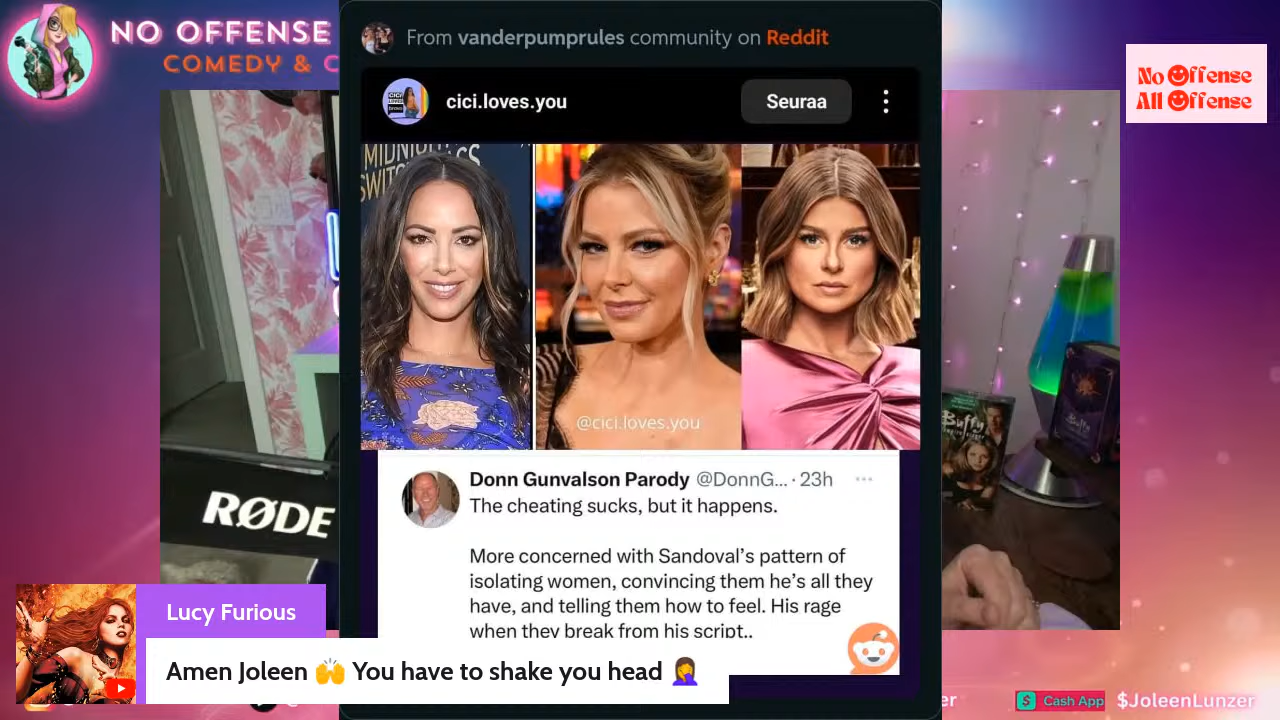 NO OFFENSE
COMEDY & C
From vanderpumprules community on Reddit
No Offense
All Offense
cici.loves.you
Seuraa
MIDNIGHT
SWITC
@cici.loves.you
Buffy
RØDE
Donn Gunvalson Parody @DonnG... · 23h
The cheating sucks, but it happens.
More concerned with Sandoval's pattern of
isolating women, convincing them he's all they
have, and telling them how to feel. His rage
when they break from his script..
Lucy Furious
Amen Joleen 🙌 You have to shake you head 🤦‍♀️
er
$ Cash App
$JoleenLunzer